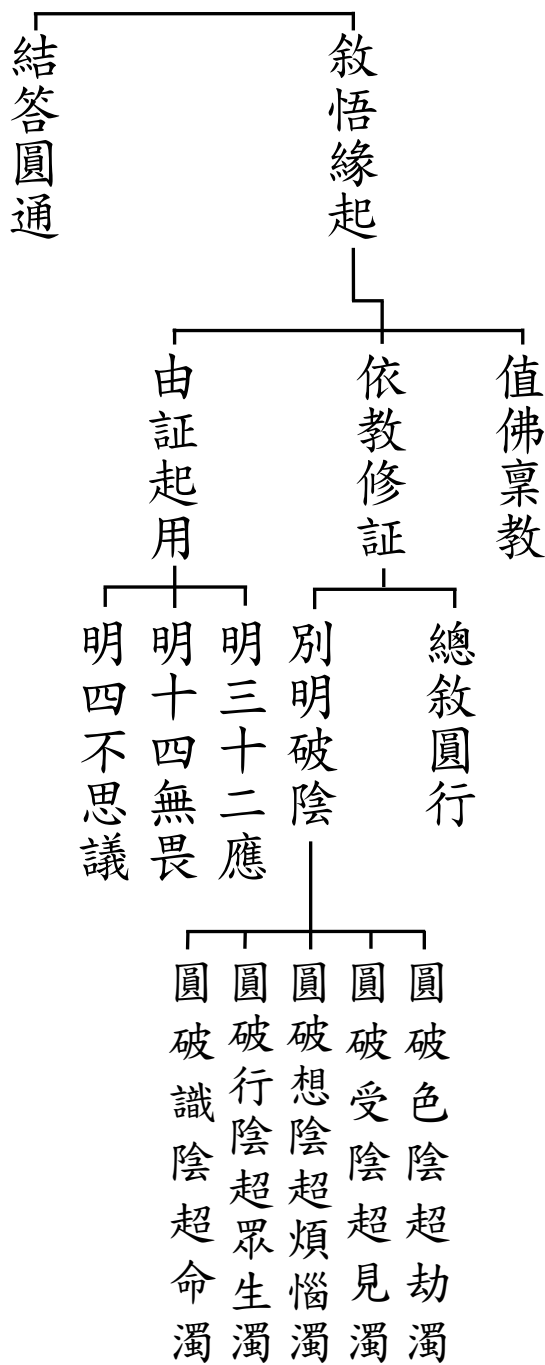 敘悟緣起
結答圓通
值佛稟教
依教修証
由証起用
總敘圓行
別明破陰
明三十二應
明十四無畏
明四不思議
圓破色陰超劫濁
圓破受陰超見濁
圓破想陰超煩惱濁
圓破行陰超眾生濁
圓破識陰超命濁